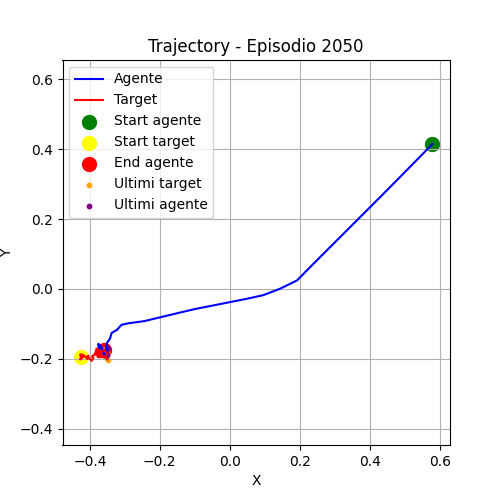 Trajectory - Episodio 2050
Agente
Target
Start agente
Start target
End agente
Ultimi target
Ultimi agente
0.6
0.4
0.2
0.0
−0.2
−0.4
Y
−0.4
−0.2
0.0
0.2
0.4
0.6
X